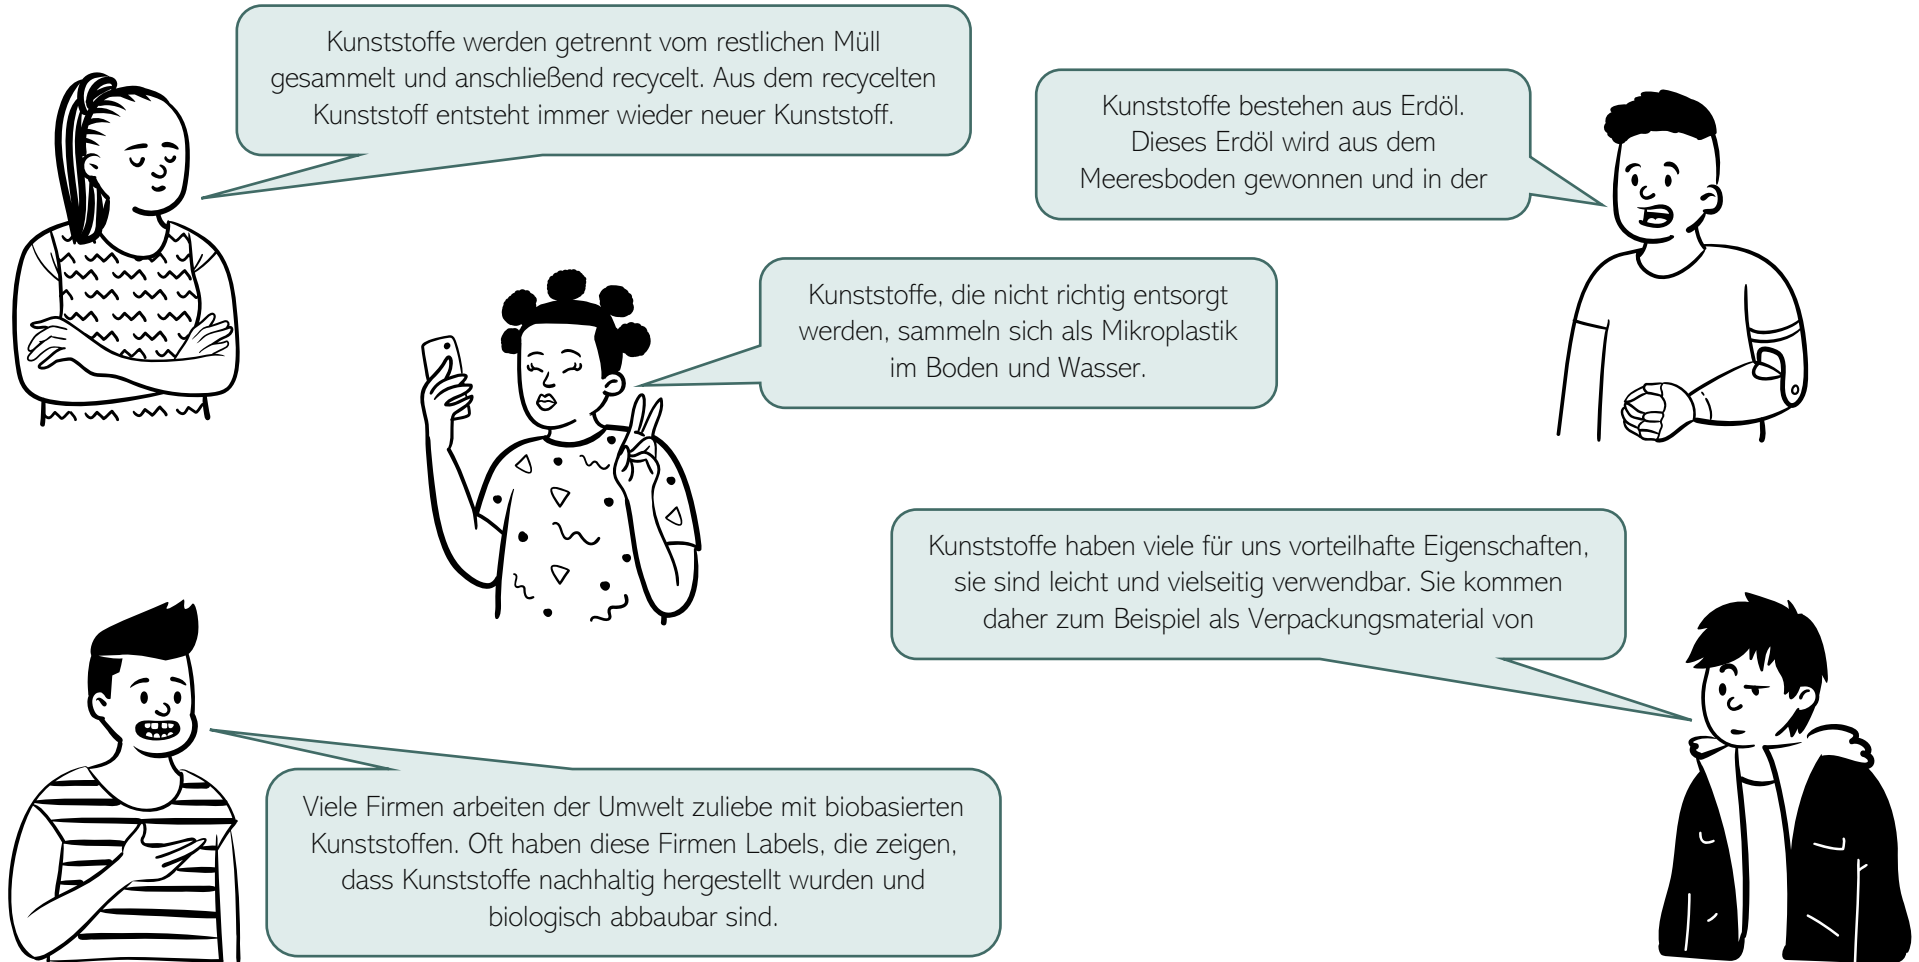 Kunststoffe werden getrennt vom restlichen Müll
gesammelt und anschließend recycelt. Aus dem recycelten
Kunststoff entsteht immer wieder neuer Kunststoff.
Kunststoffe bestehen aus Erdöl.
Dieses Erdöl wird aus dem
Meeresboden gewonnen und in der
Kunststoffe, die nicht richtig entsorgt
werden, sammeln sich als Mikroplastik
im Boden und Wasser.
Kunststoffe haben viele für uns vorteilhafte Eigenschaften,
sie sind leicht und vielseitig verwendbar. Sie kommen
daher zum Beispiel als Verpackungsmaterial von
Viele Firmen arbeiten der Umwelt zuliebe mit biobasierten
Kunststoffen. Oft haben diese Firmen Labels, die zeigen,
dass Kunststoffe nachhaltig hergestellt wurden und
biologisch abbaubar sind.